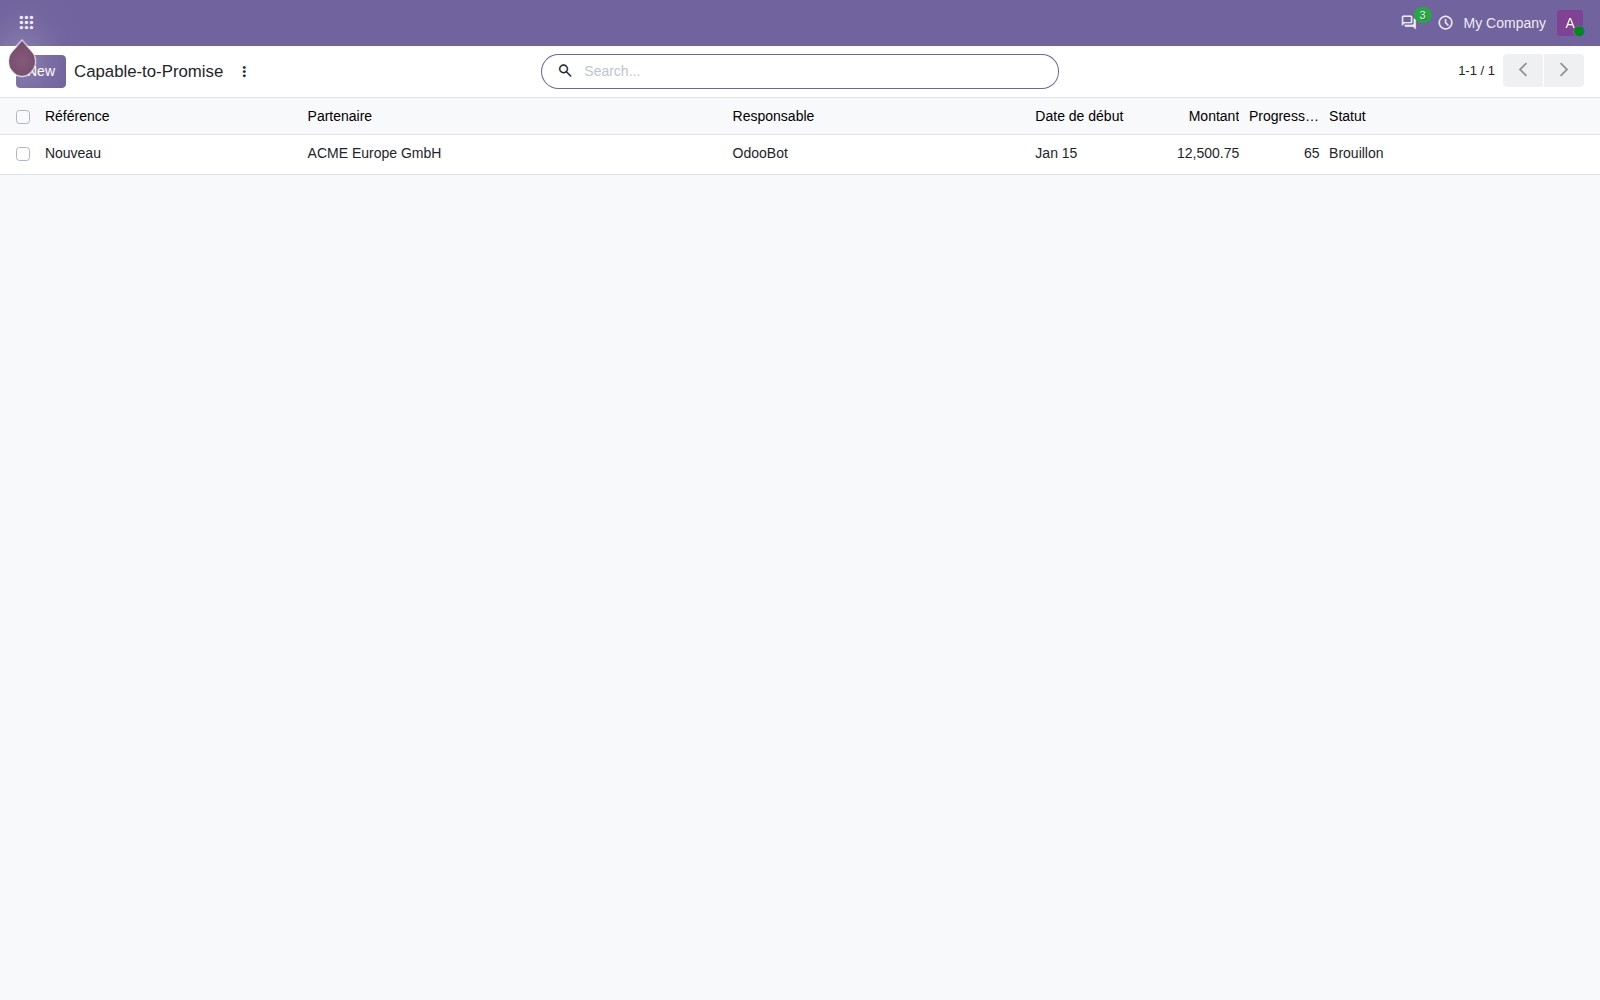 3 My Company A
New Capable-to-Promise Search... 1-1 / 1
Référence Partenaire Responsable Date de début Montant Progress... Statut
Nouveau ACME Europe GmbH OdooBot Jan 15 12,500.75 65 Brouillon